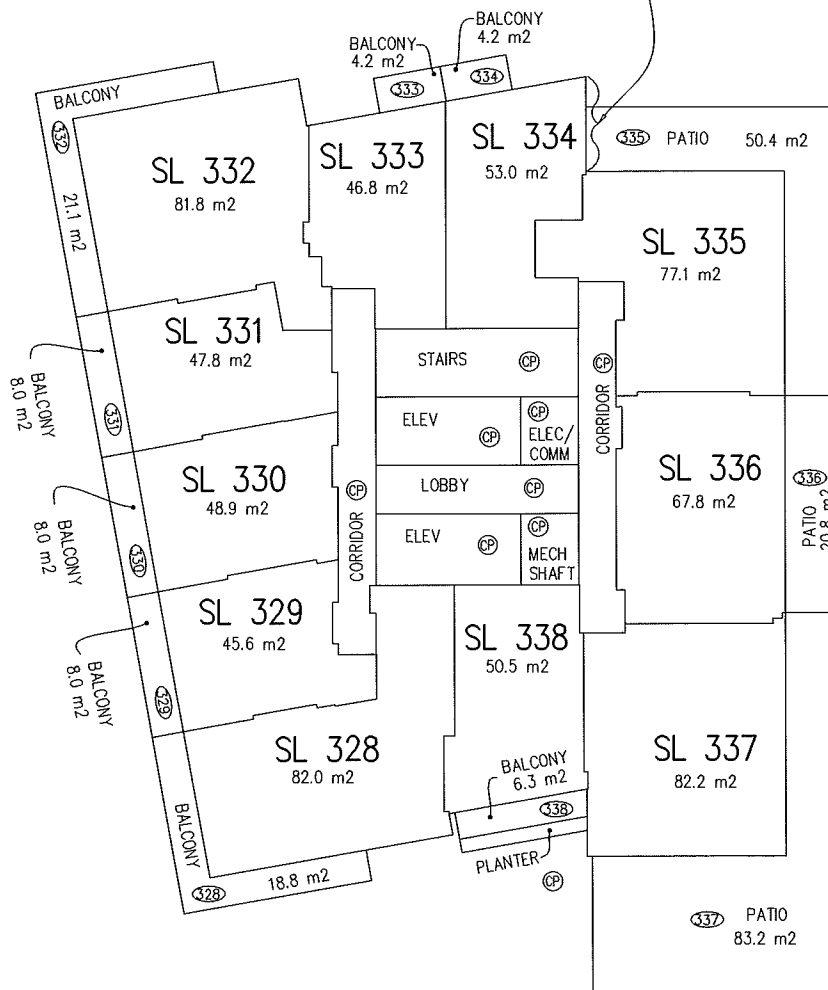 BALCONY
4.2 m2
BALCONY
4.2 m2
333
334
BALCONY
332
21.1 m2
SL 332
81.8 m2
SL 333
46.8 m2
SL 334
53.0 m2
335 PATIO 50.4 m2
SL 335
77.1 m2
SL 331
47.8 m2
BALCONY
8.0 m2
331
STAIRS CP
CORRIDOR CP
ELEV CP
CP
ELEC/
COMM
LOBBY CP
ELEV CP
CP
MECH
SHAFT
CORRIDOR CP
SL 330
48.9 m2
BALCONY
8.0 m2
330
SL 336
67.8 m2
336
PATIO
20.8 m2
SL 329
45.6 m2
BALCONY
8.0 m2
329
SL 338
50.5 m2
SL 328
82.0 m2
SL 337
82.2 m2
BALCONY
6.3 m2
338
PLANTER
CP
BALCONY
328
18.8 m2
337 PATIO
83.2 m2